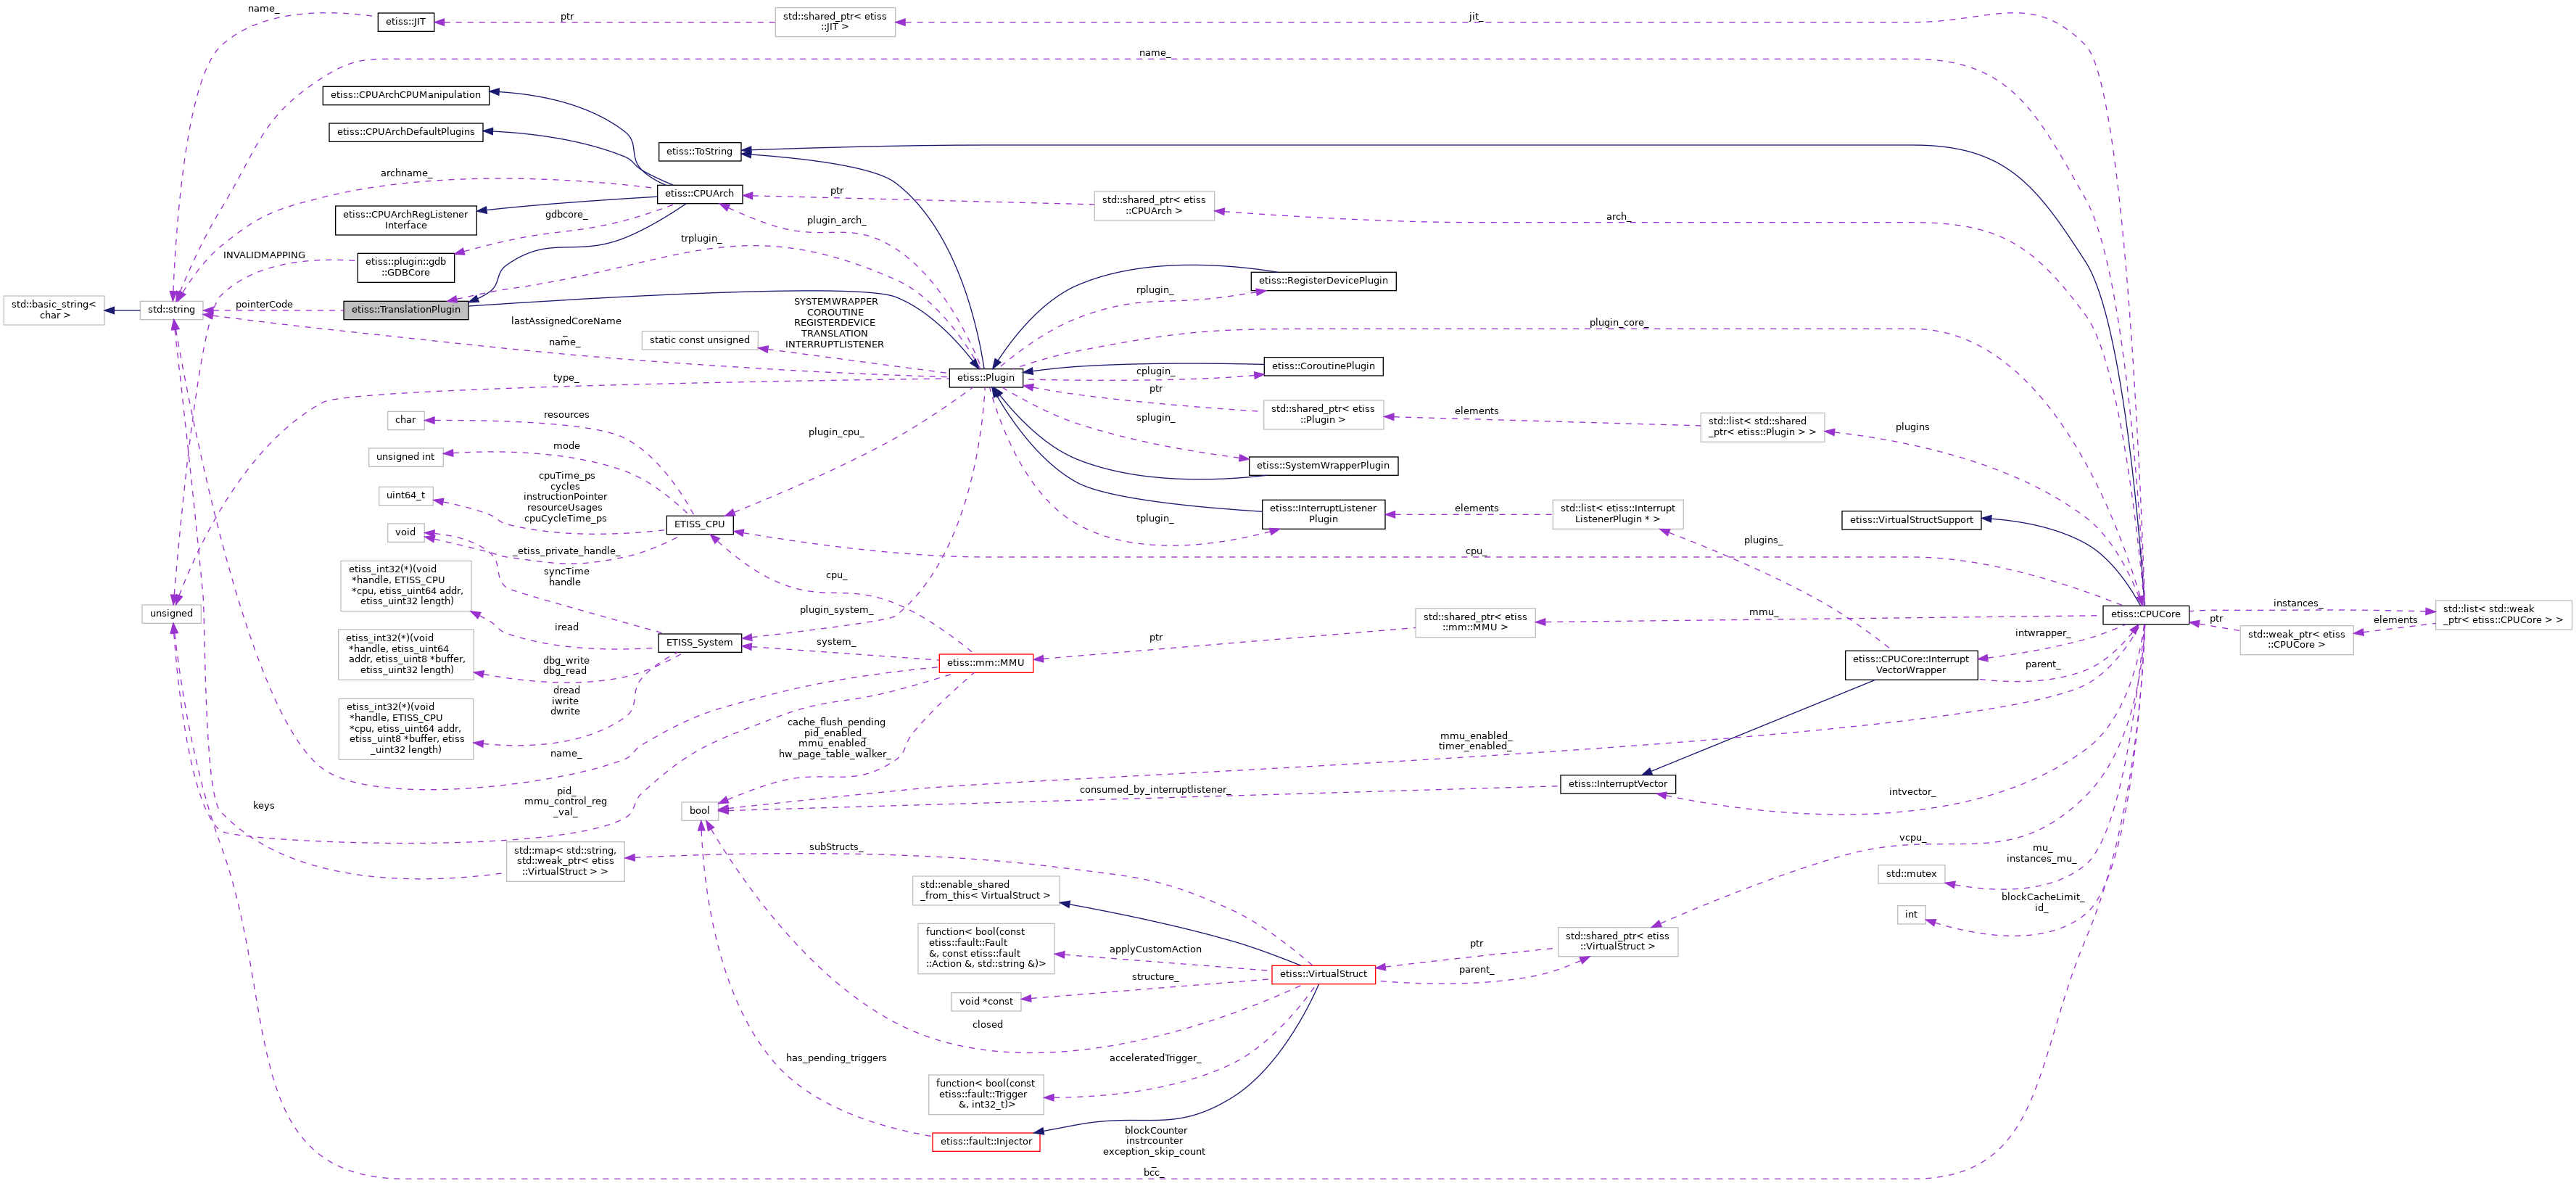 name_
etiss::JIT
ptr
std::shared_ptr< etiss
::JIT >
jit_
name_
etiss::CPUArchCPUManipulation
etiss::CPUArchDefaultPlugins
etiss::ToString
archname_
etiss::CPUArch
ptr
std::shared_ptr< etiss
::CPUArch >
arch_
etiss::CPUArchRegListener
Interface
gdbcore_
plugin_arch_
trplugin_
INVALIDMAPPING
etiss::plugin::gdb
::GDBCore
etiss::RegisterDevicePlugin
rplugin_
std::basic_string<
char >
std::string
pointerCode
etiss::TranslationPlugin
lastAssignedCoreName
_
name_
static const unsigned
SYSTEMWRAPPER
COROUTINE
REGISTERDEVICE
TRANSLATION
INTERRUPTLISTENER
plugin_core_
type_
etiss::Plugin
cplugin_
etiss::CoroutinePlugin
ptr
std::shared_ptr< etiss
::Plugin >
elements
std::list< std::shared
_ptr< etiss::Plugin > >
plugins
splugin_
char
resources
plugin_cpu_
unsigned int
mode
etiss::SystemWrapperPlugin
uint64_t
cpuTime_ps
cycles
instructionPointer
resourceUsages
cpuCycleTime_ps
ETISS_CPU
tplugin_
etiss::InterruptListener
Plugin
elements
std::list< etiss::Interrupt
ListenerPlugin * >
plugins_
etiss::VirtualStructSupport
void
_etiss_private_handle_
cpu_
syncTime
handle
cpu_
etiss_int32(*)(void
*handle, ETISS_CPU
*cpu, etiss_uint64 addr,
etiss_uint32 length)
unsigned
iread
plugin_system_
ETISS_System
system_
etiss::mm::MMU
ptr
std::shared_ptr< etiss
::mm::MMU >
mmu_
etiss::CPUCore
instances_
std::list< std::weak
_ptr< etiss::CPUCore > >
ptr
std::weak_ptr< etiss
::CPUCore >
elements
intwrapper_
parent_
etiss::CPUCore::Interrupt
VectorWrapper
etiss_int32(*)(void
*handle, etiss_uint64
addr, etiss_uint8 *buffer,
etiss_uint32 length)
dbg_write
dbg_read
dread
iwrite
dwrite
etiss_int32(*)(void
*handle, ETISS_CPU
*cpu, etiss_uint64 addr,
etiss_uint8 *buffer, etiss
_uint32 length)
name_
cache_flush_pending
pid_enabled_
mmu_enabled_
hw_page_table_walker_
mmu_enabled_
timer_enabled_
etiss::InterruptVector
intvector_
consumed_by_interruptlistener_
bool
pid_
mmu_control_reg
_val_
keys
std::map< std::string,
std::weak_ptr< etiss
::VirtualStruct > >
subStructs_
vcpu_
mu_
instances_mu_
std::mutex
blockCacheLimit_
id_
int
std::enable_shared
_from_this< VirtualStruct >
function< bool(const
etiss::fault::Fault
&, const etiss::fault
::Action &, std::string &)>
applyCustomAction
structure_
void *const
etiss::VirtualStruct
ptr
parent_
std::shared_ptr< etiss
::VirtualStruct >
closed
has_pending_triggers
acceleratedTrigger_
function< bool(const
etiss::fault::Trigger
&, int32_t)>
etiss::fault::Injector
blockCounter
instrcounter
exception_skip_count
_
bcc_